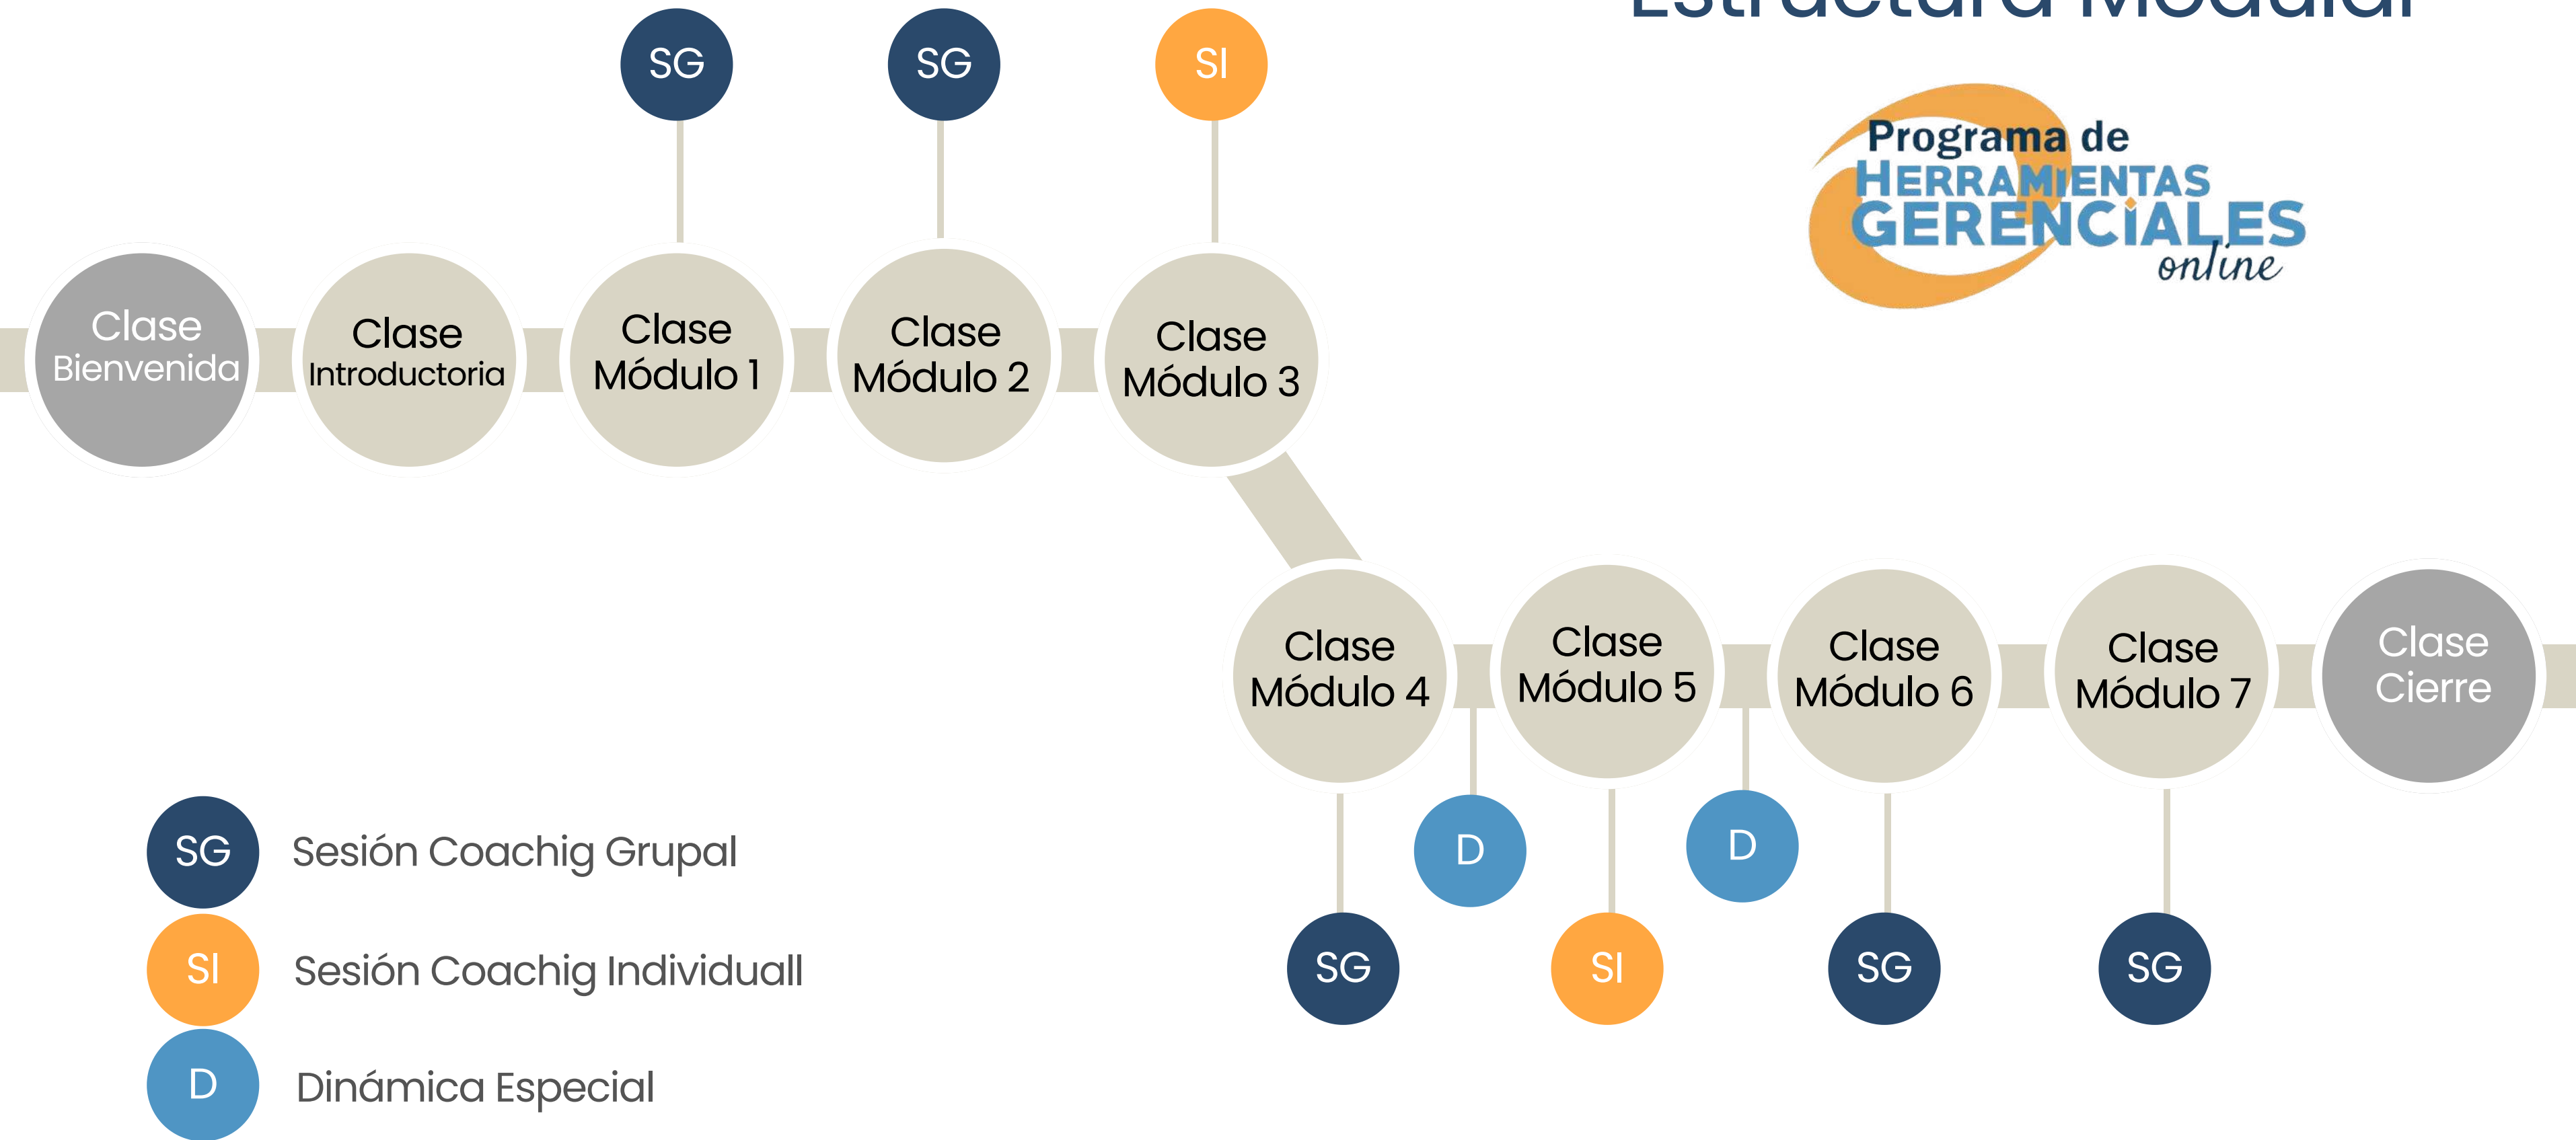 Estructura Modular
SG
SG
SI
Programa de
HERRAMIENTAS
GERENCIALES
online
Clase
Bienvenida
Clase
Introductoria
Clase
Módulo 1
Clase
Módulo 2
Clase
Módulo 3
Clase
Módulo 4
Clase
Módulo 5
Clase
Módulo 6
Clase
Módulo 7
Clase
Cierre
D
D
SG
SI
SG
SG
SG Sesión Coachig Grupal
SI Sesión Coachig Individuall
D Dinámica Especial